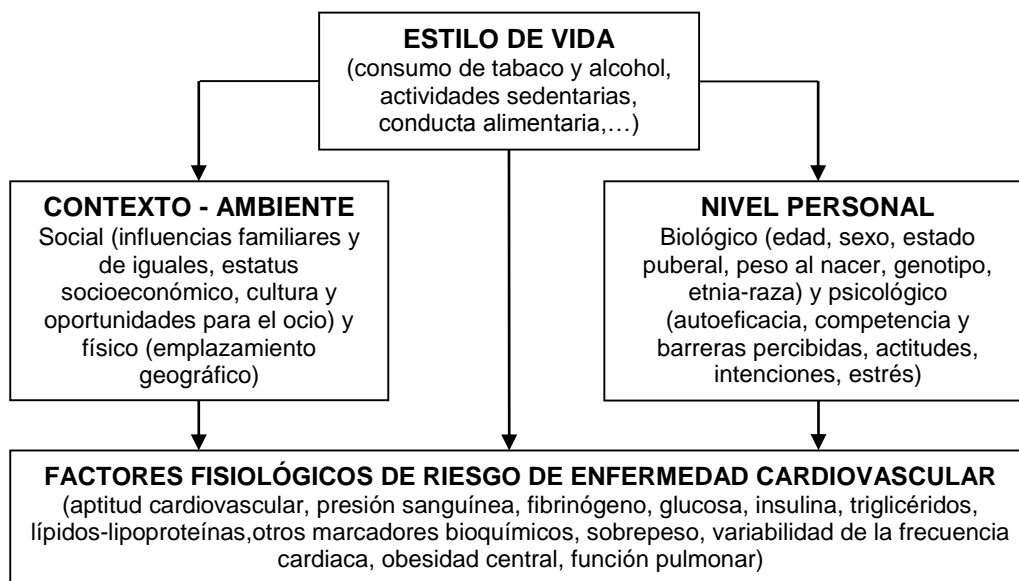 ESTILO DE VIDA
(consumo de tabaco y alcohol,
actividades sedentarias,
conducta alimentaria,…)
CONTEXTO - AMBIENTE
Social (influencias familiares y
de iguales, estatus
socioeconómico, cultura y
oportunidades para el ocio) y
físico (emplazamiento
geográfico)
NIVEL PERSONAL
Biológico (edad, sexo, estado
puberal, peso al nacer, genotipo,
etnia-raza) y psicológico
(autoeficacia, competencia y
barreras percibidas, actitudes,
intenciones, estrés)
FACTORES FISIOLÓGICOS DE RIESGO DE ENFERMEDAD CARDIOVASCULAR
(aptitud cardiovascular, presión sanguínea, fibrinógeno, glucosa, insulina, triglicéridos,
lípidos-lipoproteínas,otros marcadores bioquímicos, sobrepeso, variabilidad de la frecuencia
cardiaca, obesidad central, función pulmonar)